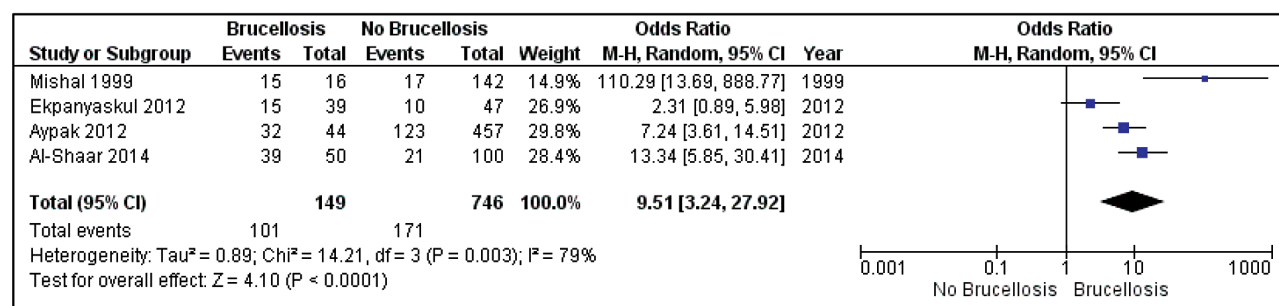 Brucellosis No Brucellosis Odds Ratio Odds Ratio
Study or Subgroup Events Total Events Total Weight M-H, Random, 95% CI Year M-H, Random, 95% CI
Mishal 1999 15 16 17 142 14.9% 110.29 [13.69, 888.77] 1999
Ekpanyaskul 2012 15 39 10 47 26.9% 2.31 [0.89, 5.98] 2012
Aypak 2012 32 44 123 457 29.8% 7.24 [3.61, 14.51] 2012
Al-Shaar 2014 39 50 21 100 28.4% 13.34 [5.85, 30.41] 2014
Total (95% CI) 149 746 100.0% 9.51 [3.24, 27.92]
Total events 101 171
Heterogeneity: Tau² = 0.89; Chi² = 14.21, df = 3 (P = 0.003); I² = 79%
Test for overall effect: Z = 4.10 (P < 0.0001)
0.001 0.1 1 10 1000
No Brucellosis Brucellosis